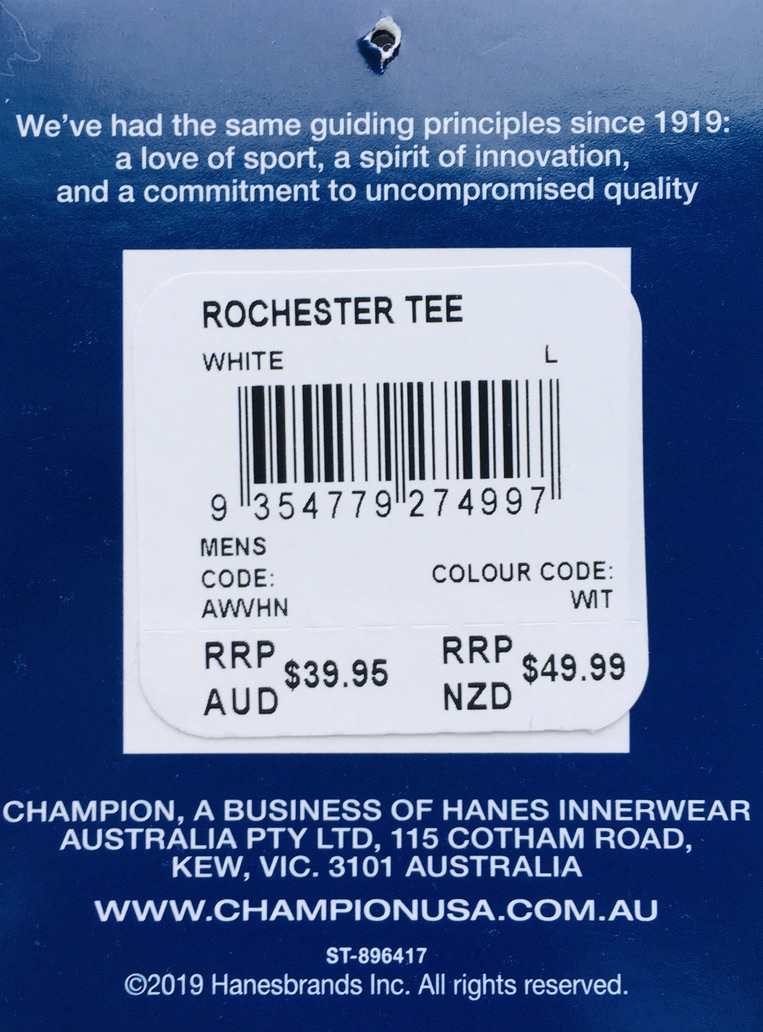 We've had the same guiding principles since 1919:
a love of sport, a spirit of innovation,
and a commitment to uncompromised quality
ROCHESTER TEE
WHITE L
9 354779 274997
MENS
CODE: COLOUR CODE:
AWVHN WIT
RRP AUD $39.95 RRP NZD $49.99
CHAMPION, A BUSINESS OF HANES INNERWEAR
AUSTRALIA PTY LTD, 115 COTHAM ROAD,
KEW, VIC. 3101 AUSTRALIA
WWW.CHAMPIONUSA.COM.AU
ST-896417
©2019 Hanesbrands Inc. All rights reserved.